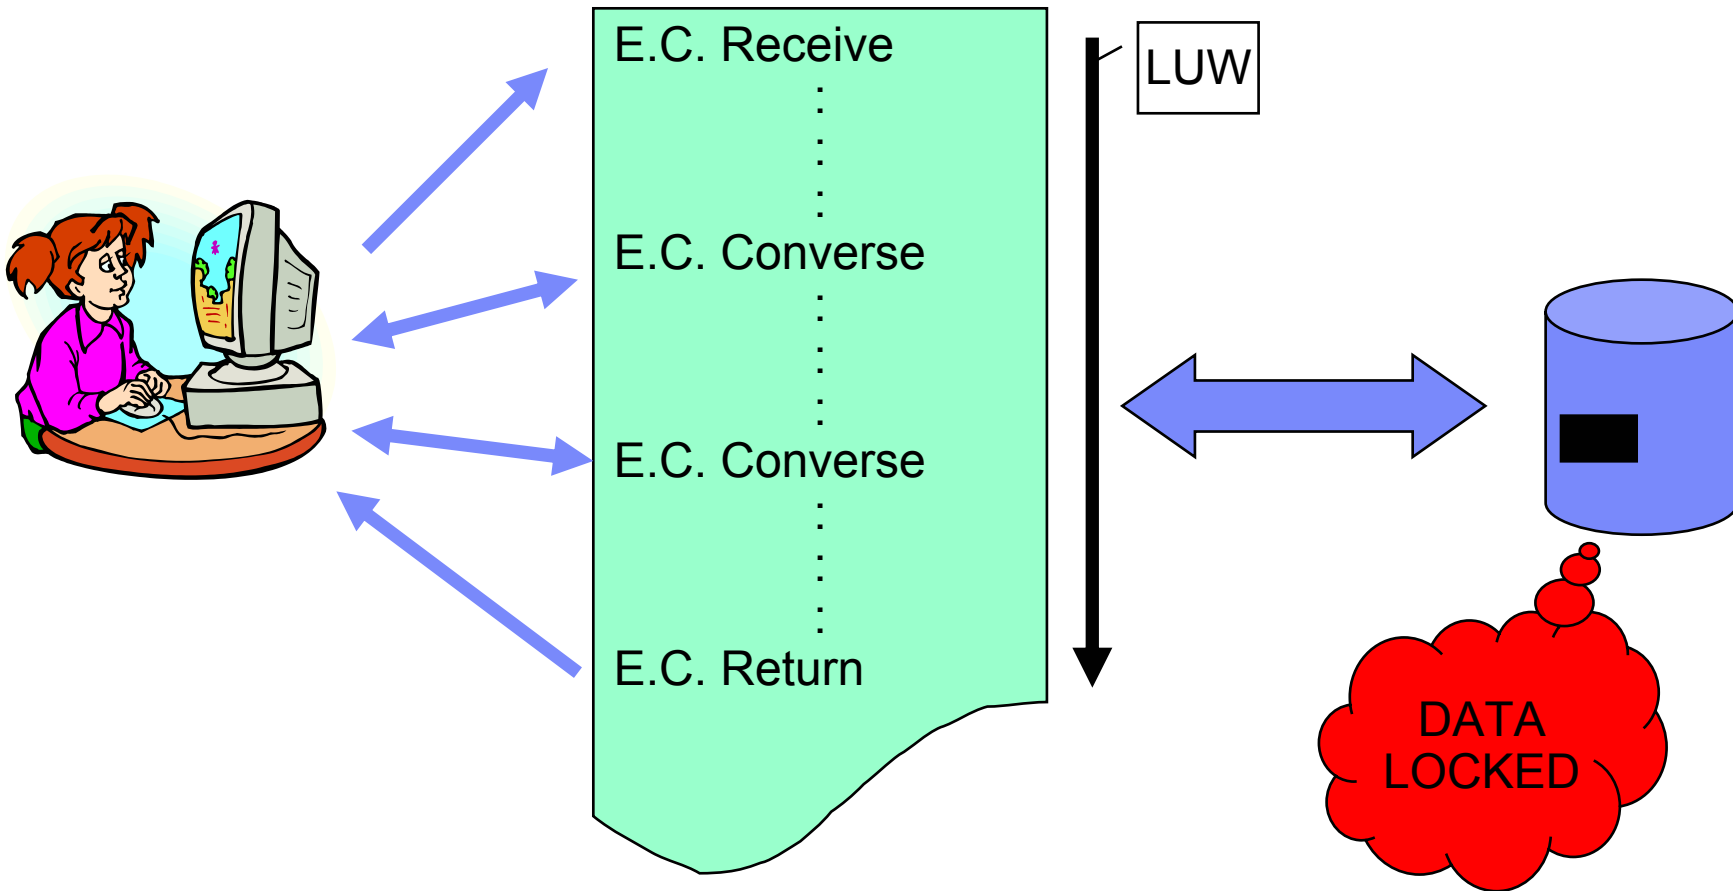 E.C. Receive
LUW
E.C. Converse
E.C. Converse
E.C. Return
DATA
LOCKED